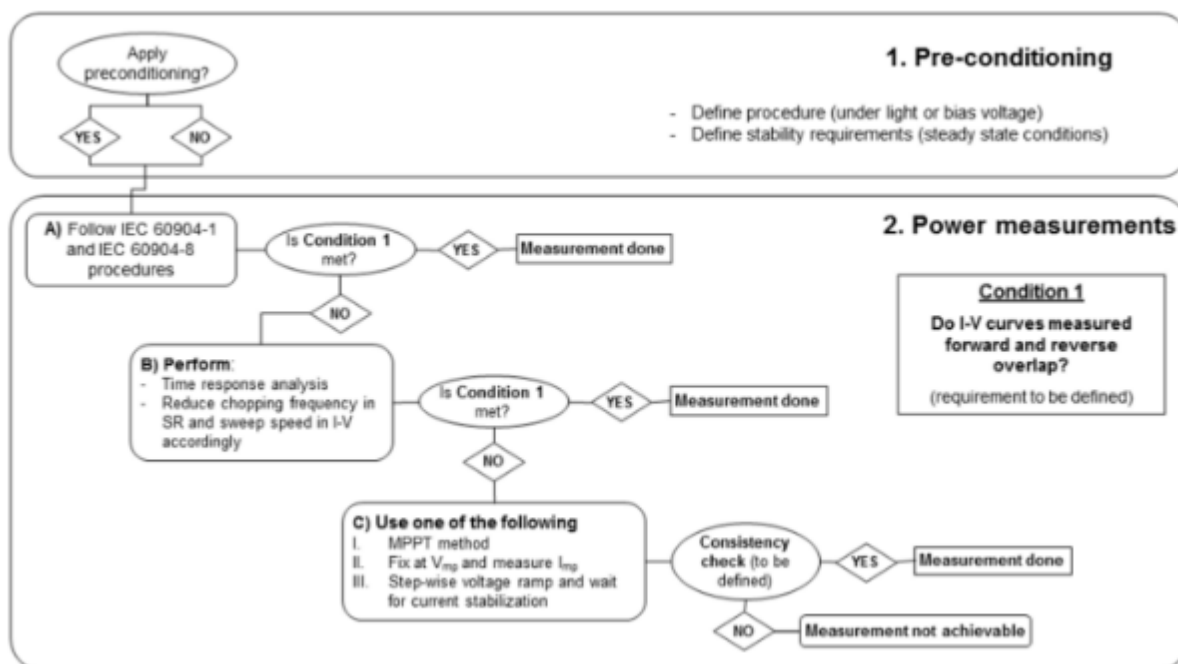 Apply
preconditioning?
YES
NO
1. Pre-conditioning
- Define procedure (under light or bias voltage)
- Define stability requirements (steady state conditions)
2. Power measurements
A) Follow IEC 60904-1
and IEC 60904-8
procedures
Is Condition 1
met?
YES
Measurement done
NO
Condition 1
Do I-V curves measured
forward and reverse
overlap?
(requirement to be defined)
B) Perform:
- Time response analysis
- Reduce chopping frequency in
SR and sweep speed in I-V
accordingly
Is Condition 1
met?
YES
Measurement done
NO
C) Use one of the following
I. MPPT method
II. Fix at Vmp and measure Imp
III. Step-wise voltage ramp and wait
for current stabilization
Consistency
check (to be
defined)
YES
Measurement done
NO
Measurement not achievable